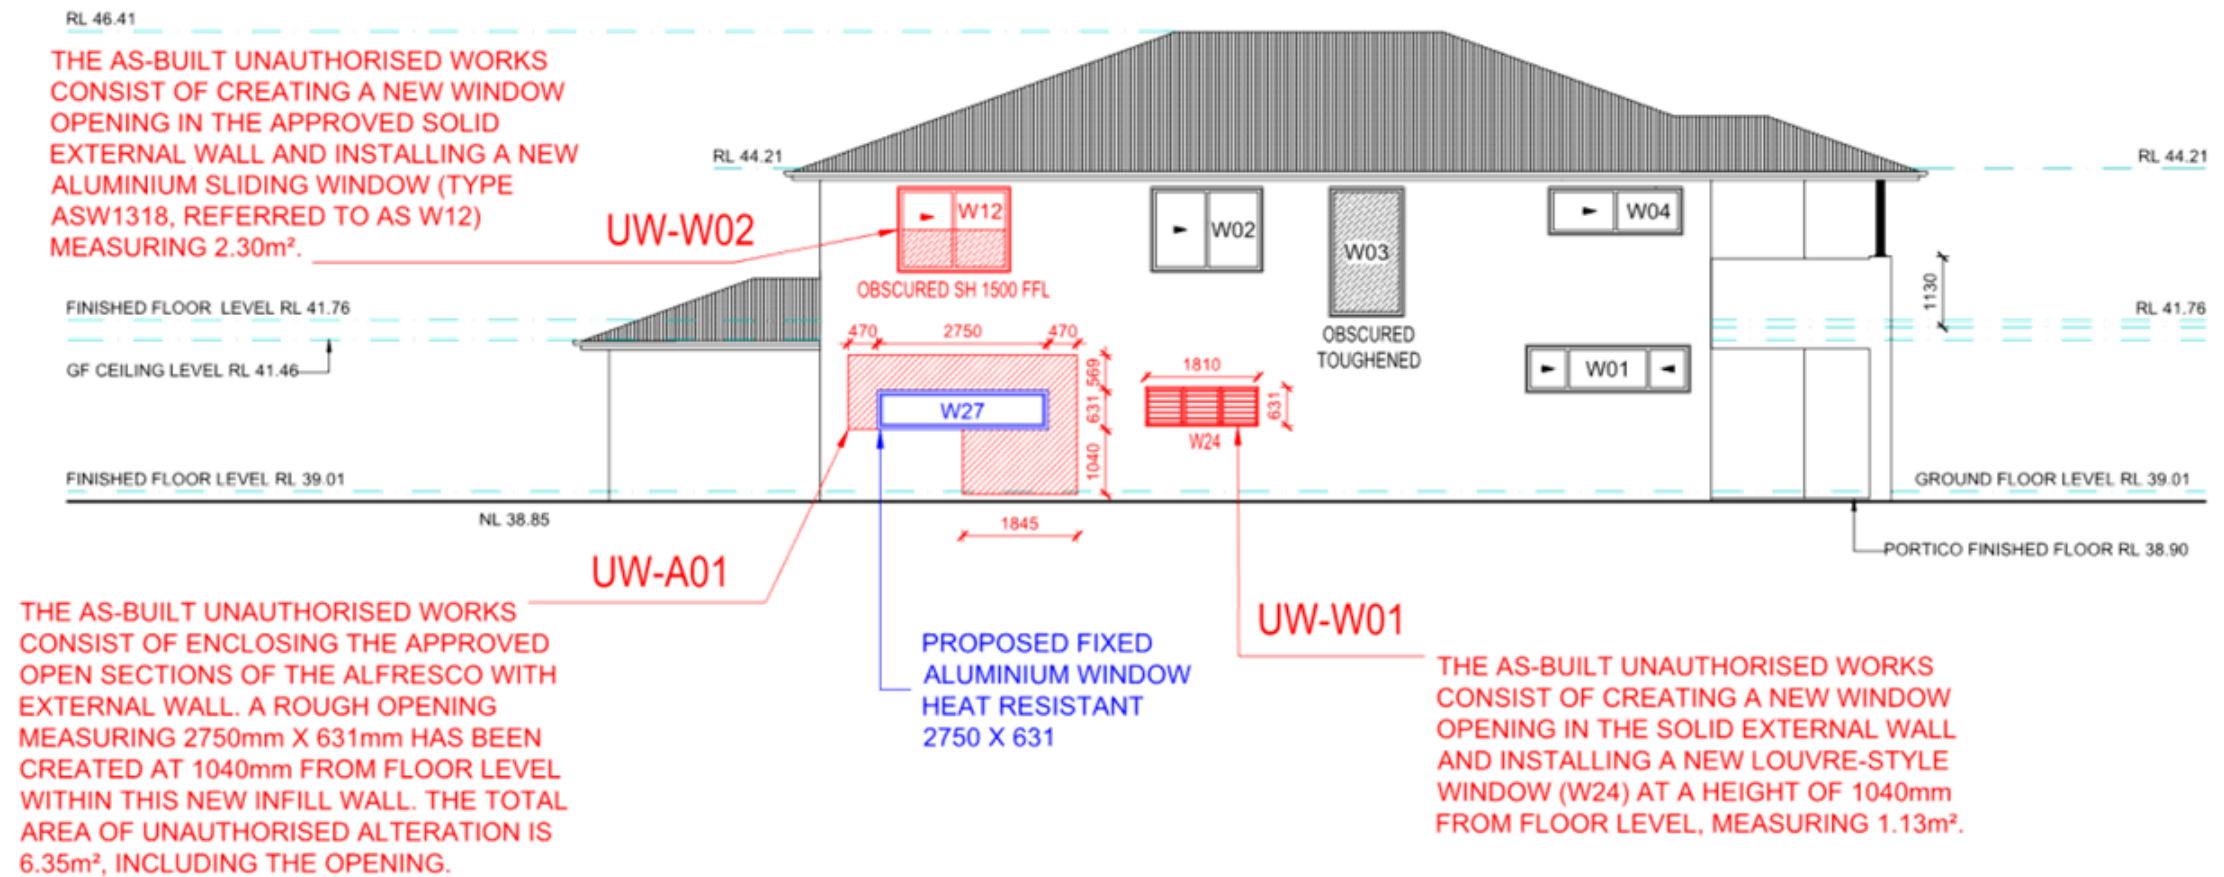 RL 46.41
THE AS-BUILT UNAUTHORISED WORKS
CONSIST OF CREATING A NEW WINDOW
OPENING IN THE APPROVED SOLID
EXTERNAL WALL AND INSTALLING A NEW
ALUMINIUM SLIDING WINDOW (TYPE
ASW1318, REFERRED TO AS W12)
MEASURING 2.30m².
UW-W02
RL 44.21
RL 44.21
W12
W02
W03
W04
OBSCURED SH 1500 FFL
OBSCURED
TOUGHENED
FINISHED FLOOR LEVEL RL 41.76
GF CEILING LEVEL RL 41.46
1130
RL 41.76
470
2750
470
569
631
1040
W27
1810
631
W24
W01
FINISHED FLOOR LEVEL RL 39.01
GROUND FLOOR LEVEL RL 39.01
NL 38.85
1845
PORTICO FINISHED FLOOR RL 38.90
UW-A01
THE AS-BUILT UNAUTHORISED WORKS
CONSIST OF ENCLOSING THE APPROVED
OPEN SECTIONS OF THE ALFRESCO WITH
EXTERNAL WALL. A ROUGH OPENING
MEASURING 2750mm X 631mm HAS BEEN
CREATED AT 1040mm FROM FLOOR LEVEL
WITHIN THIS NEW INFILL WALL. THE TOTAL
AREA OF UNAUTHORISED ALTERATION IS
6.35m², INCLUDING THE OPENING.
PROPOSED FIXED
ALUMINIUM WINDOW
HEAT RESISTANT
2750 X 631
UW-W01
THE AS-BUILT UNAUTHORISED WORKS
CONSIST OF CREATING A NEW WINDOW
OPENING IN THE SOLID EXTERNAL WALL
AND INSTALLING A NEW LOUVRE-STYLE
WINDOW (W24) AT A HEIGHT OF 1040mm
FROM FLOOR LEVEL, MEASURING 1.13m².